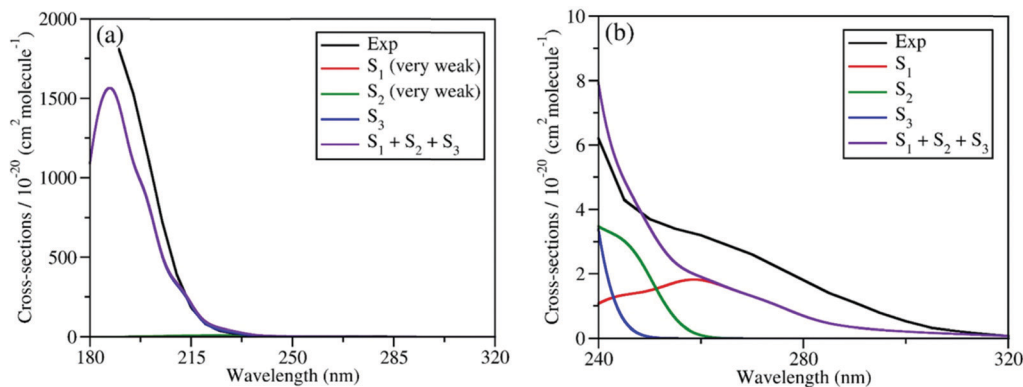 (a)
2000
1500
1000
500
0
Cross-sections / 10⁻²⁰ (cm² molecule⁻¹)
Exp
S₁ (very weak)
S₂ (very weak)
S₃
S₁ + S₂ + S₃
180 215 250 285 320
Wavelength (nm)
(b)
10
8
6
4
2
0
Cross-sections / 10⁻²⁰ (cm² molecule⁻¹)
Exp
S₁
S₂
S₃
S₁ + S₂ + S₃
240 280 320
Wavelength (nm)